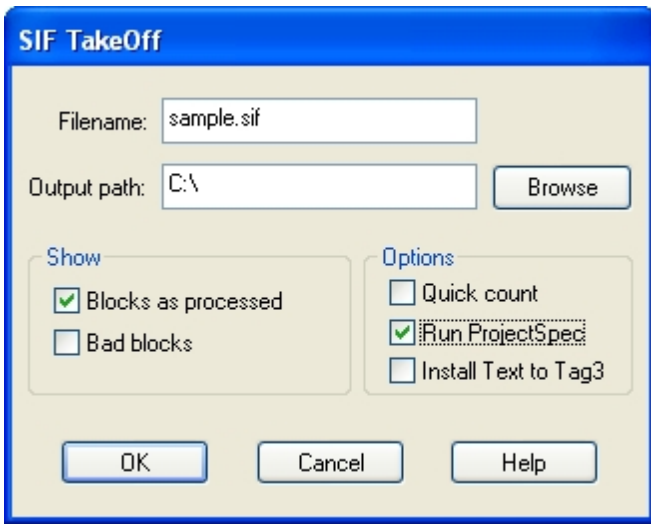 SIF TakeOff
Filename: sample.sif
Output path: C:\ Browse
Show
Blocks as processed
Bad blocks
Options
Quick count
Run ProjectSpec
Install Text to Tag3
OK Cancel Help